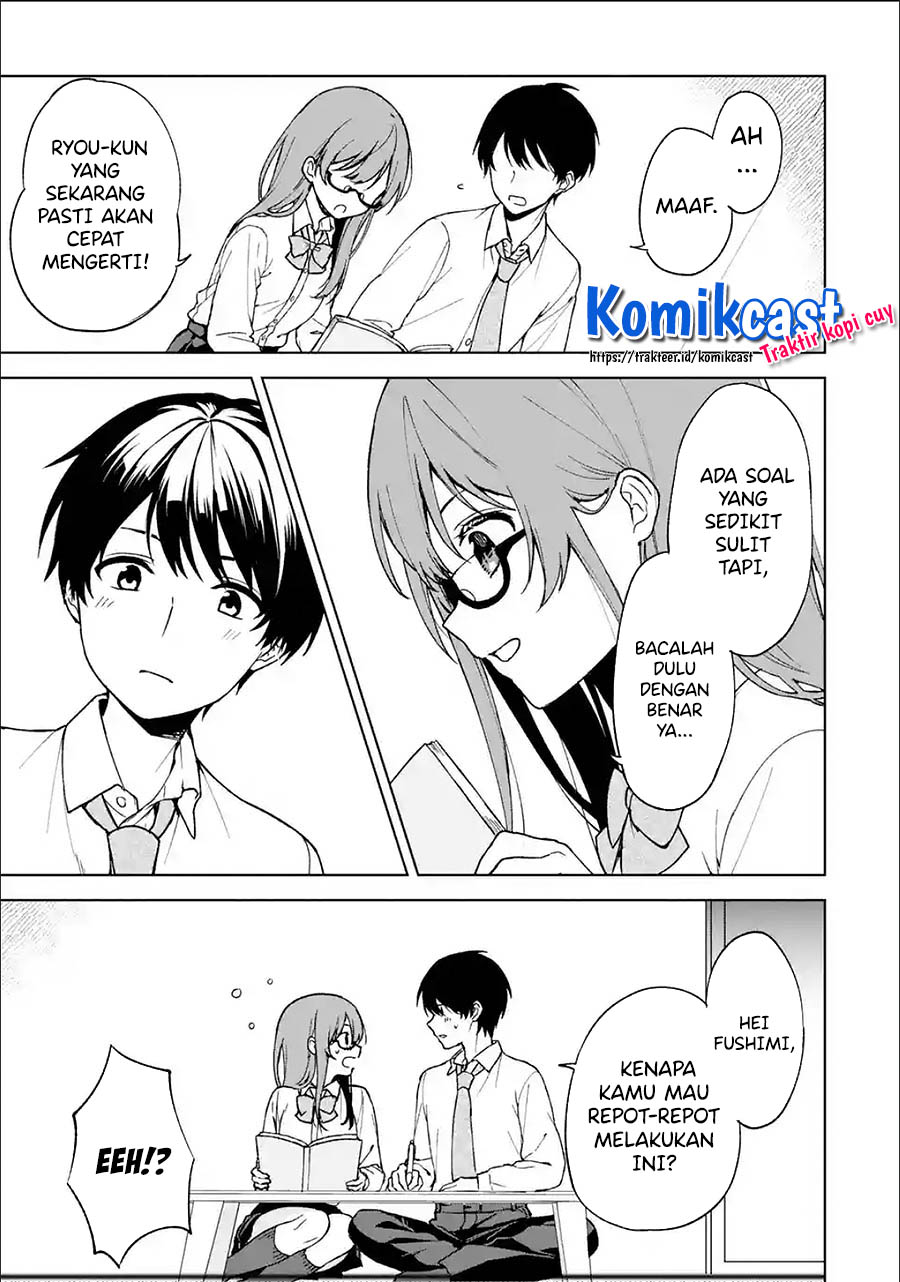 AH
...
MAAF.
RYOU-KUN
YANG
SEKARANG
PASTI AKAN
CEPAT
MENGERTI!
Komikcast
Traktir kopi cuy
https://trakteer.id/komikcast
ADA SOAL
YANG
SEDIKIT
SULIT
TAPI,
BACALAH
DULU
DENGAN
BENAR
YA...
HEI
FUSHIMI,
KENAPA
KAMU MAU
REPOT-REPOT
MELAKUKAN
INI?
EEH!?